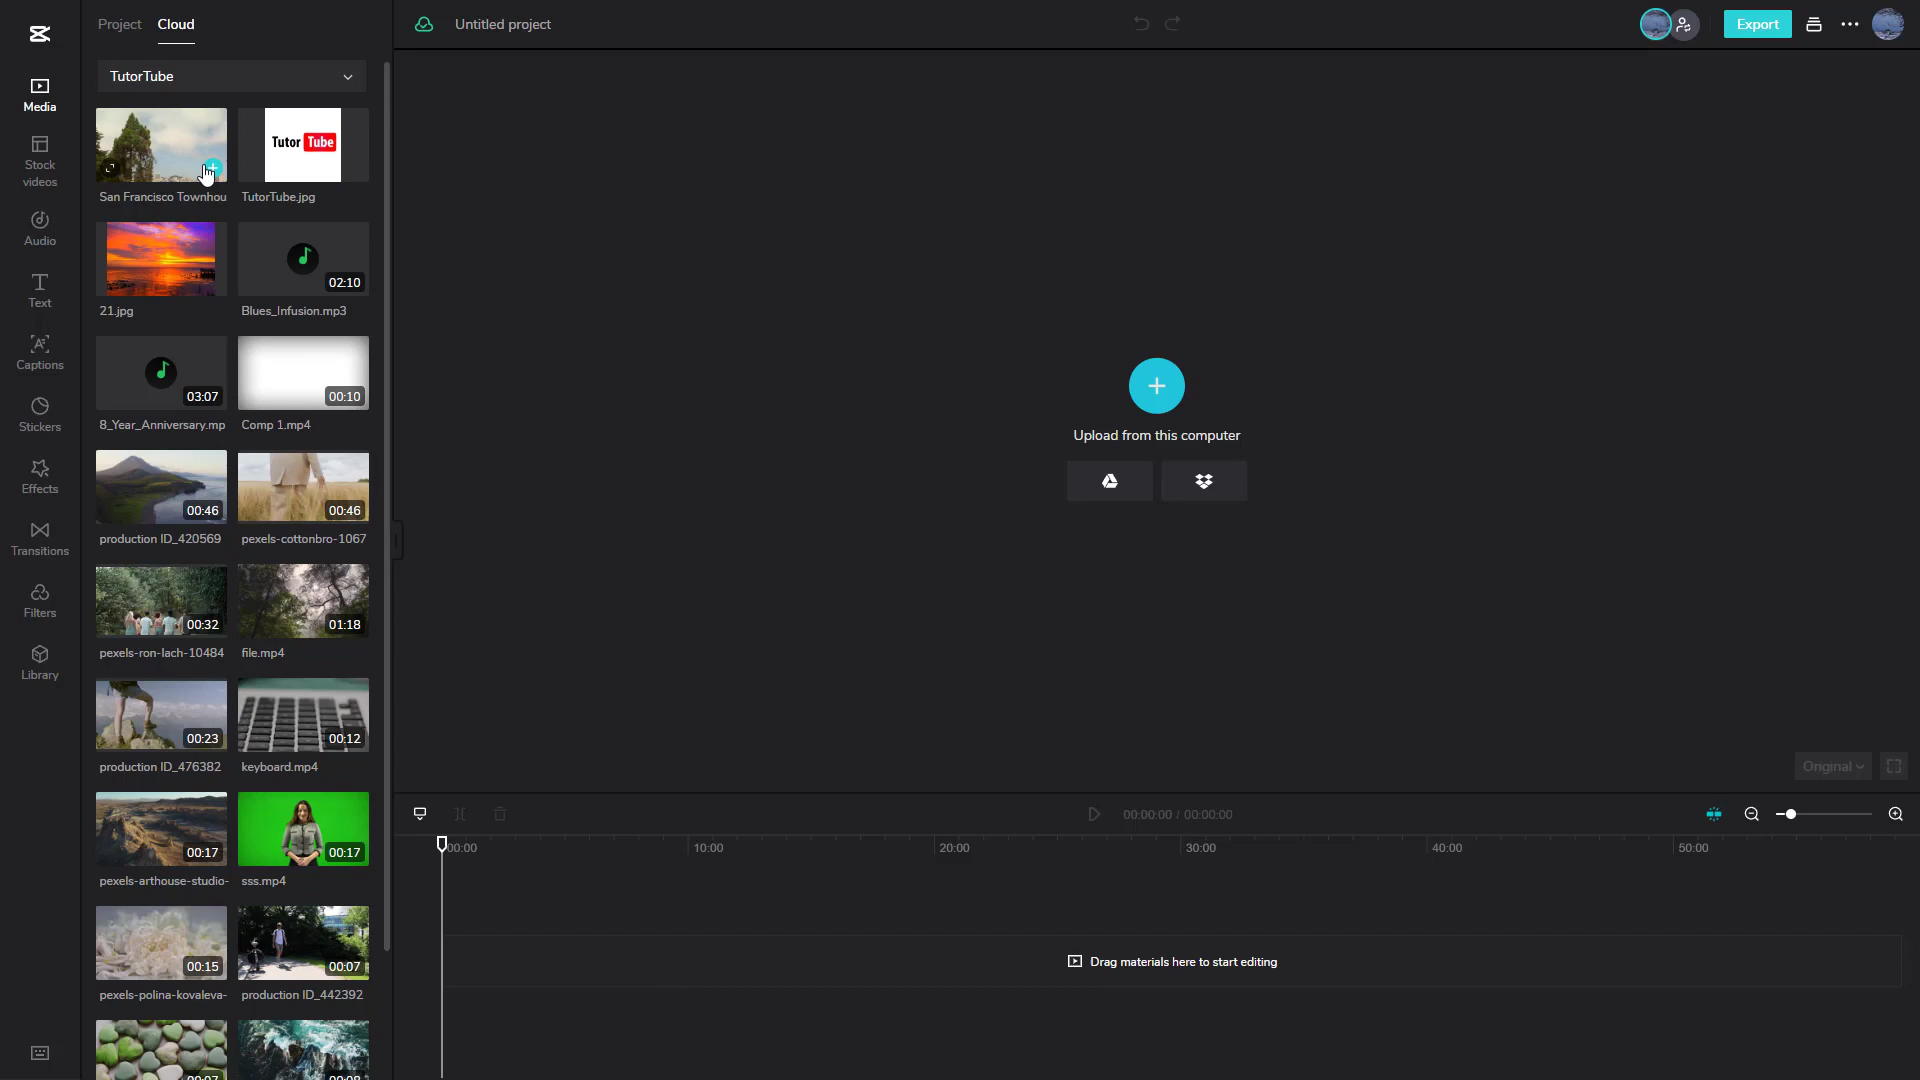 Project Cloud
Untitled project
Export
TutorTube
Media
Stock
videos
Audio
Text
Captions
Stickers
Effects
Transitions
Filters
Library
Tutor Tube
San Francisco Townhou
TutorTube.jpg
02:10
21.jpg
Blues_Infusion.mp3
03:07
00:10
8_Year_Anniversary.mp
Comp 1.mp4
00:46
00:46
production ID_420569
pexels-cottonbro-1067
00:32
01:18
pexels-ron-lach-10484
file.mp4
00:23
00:12
production ID_476382
keyboard.mp4
00:17
00:17
pexels-arthouse-studio-
sss.mp4
00:15
00:07
pexels-polina-kovaleva-
production ID_442392
00:07
00:08
Upload from this computer
Original
00:00:00 / 00:00:00
00:00
10:00
20:00
30:00
40:00
50:00
Drag materials here to start editing